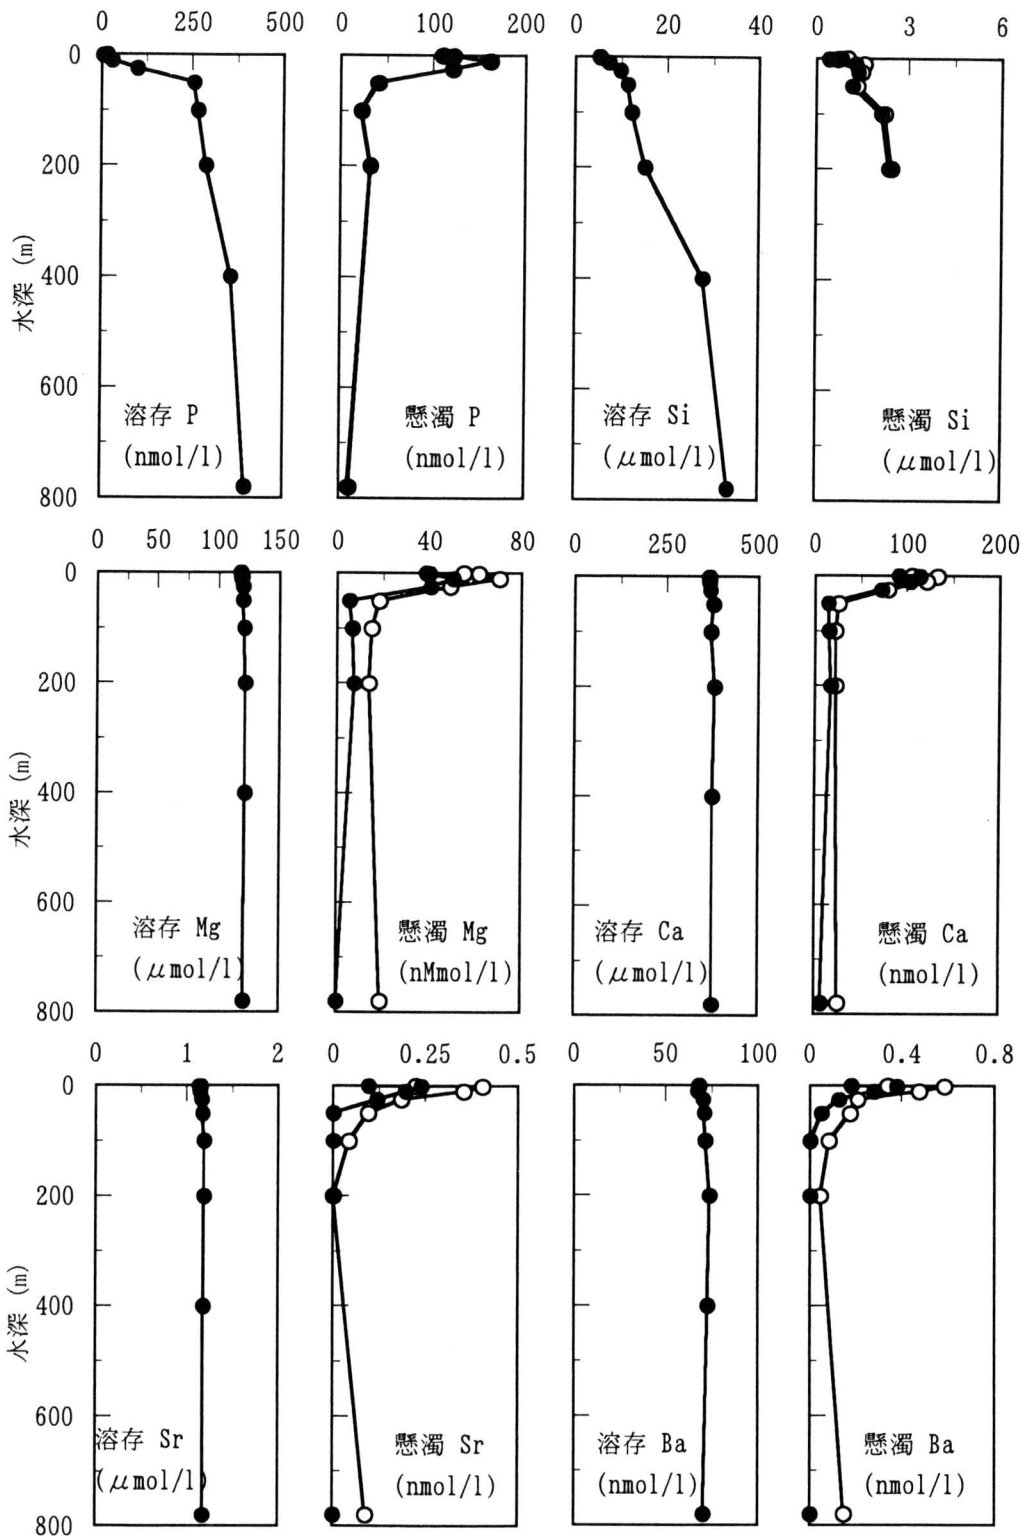 0 250 500
0 100 200
0 20 40
0 3 6
0
200
400
600
800
水深 (m)
溶存 P
(nmol/l)
懸濁 P
(nmol/l)
溶存 Si
(μmol/l)
懸濁 Si
(μmol/l)
0 50 100 150
0 40 80
0 250 500
0 100 200
0
200
400
600
800
水深 (m)
溶存 Mg
(μmol/l)
懸濁 Mg
(nMmol/l)
溶存 Ca
(μmol/l)
懸濁 Ca
(nmol/l)
0 1 2
0 0.25 0.5
0 50 100
0 0.4 0.8
0
200
400
600
800
水深 (m)
溶存 Sr
(μmol/l)
懸濁 Sr
(nmol/l)
溶存 Ba
(nmol/l)
懸濁 Ba
(nmol/l)